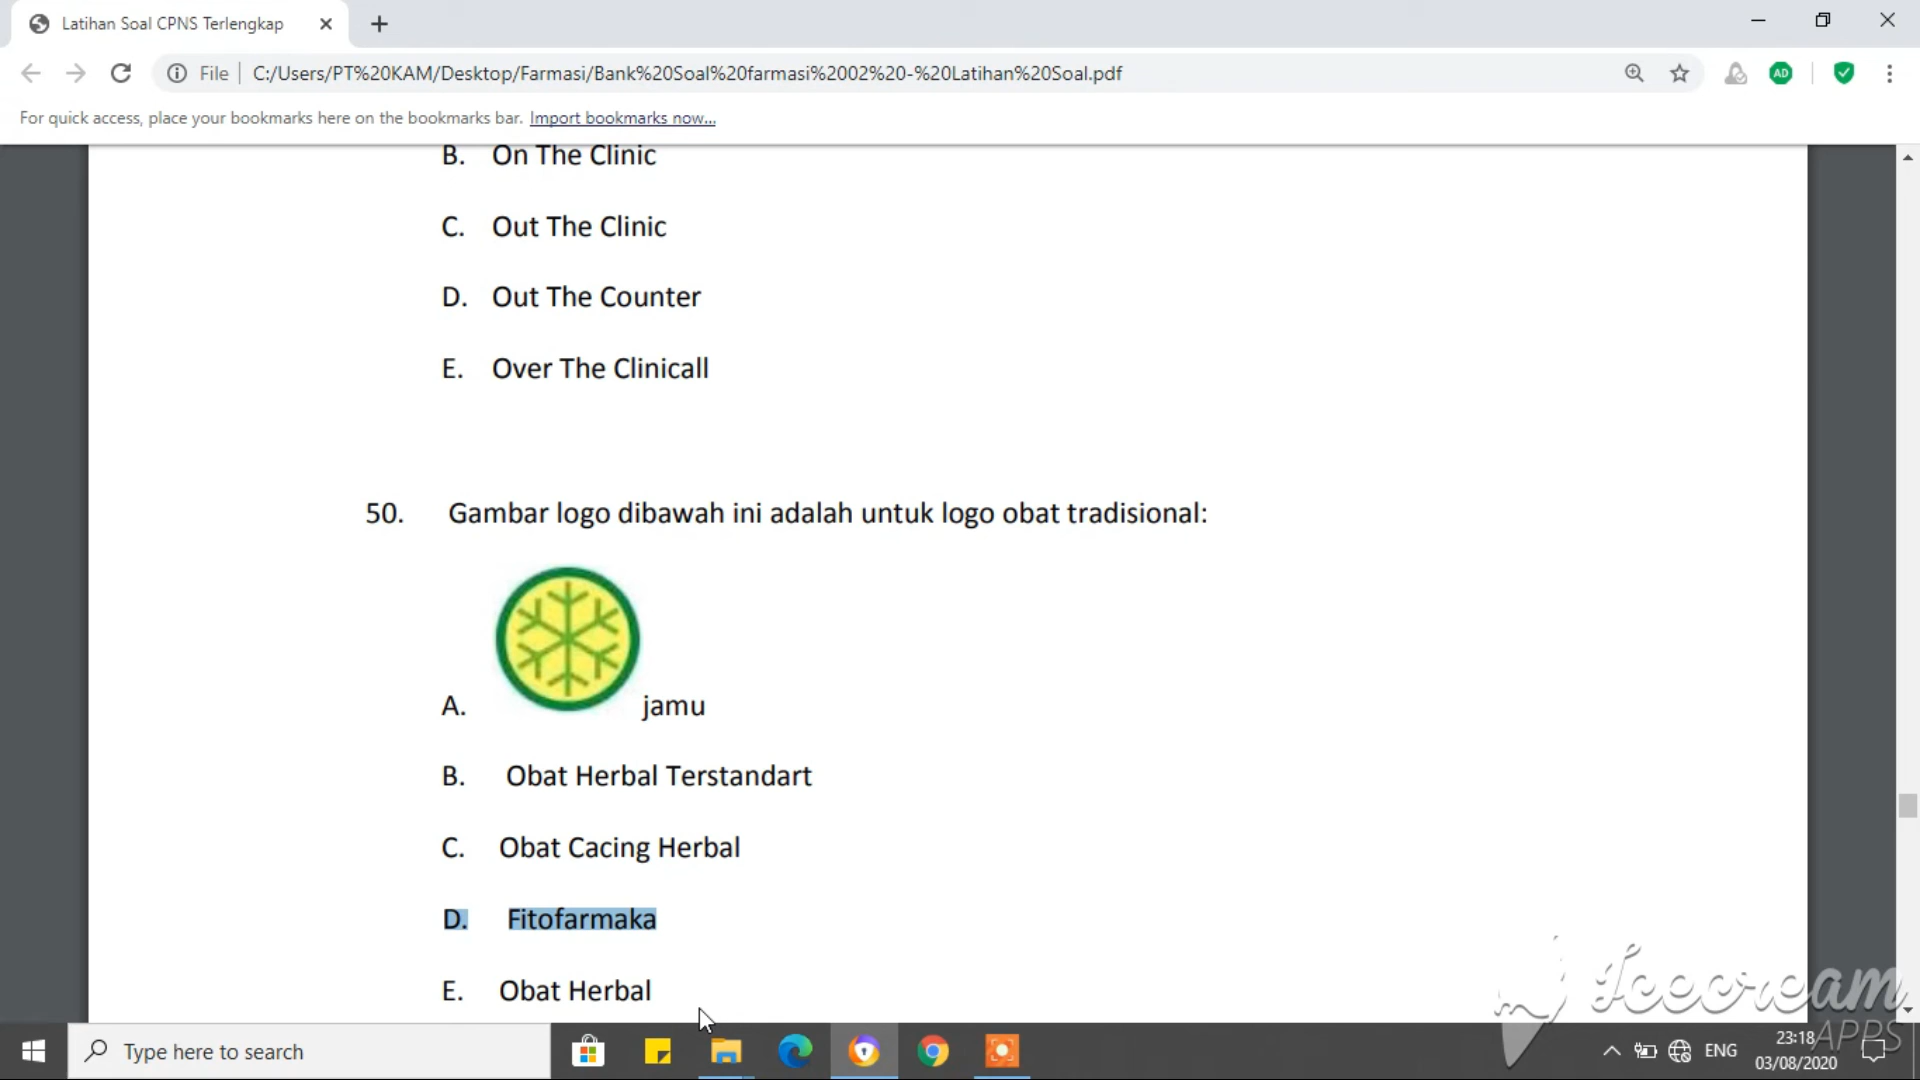 Latihan Soal CPNS Terlengkap
File
C:/Users/PT%20KAM/Desktop/Farmasi/Bank%20Soal%20farmasi%2002%20-%20Latihan%20Soal.pdf
AD
For quick access, place your bookmarks here on the bookmarks bar. Import bookmarks now...
B. On The Clinic
C. Out The Clinic
D. Out The Counter
E. Over The Clinicall
50. Gambar logo dibawah ini adalah untuk logo obat tradisional:
A. jamu
B. Obat Herbal Terstandart
C. Obat Cacing Herbal
D. Fitofarmaka
E. Obat Herbal
Icecream
APPS
Type here to search
ENG
23:18
03/08/2020